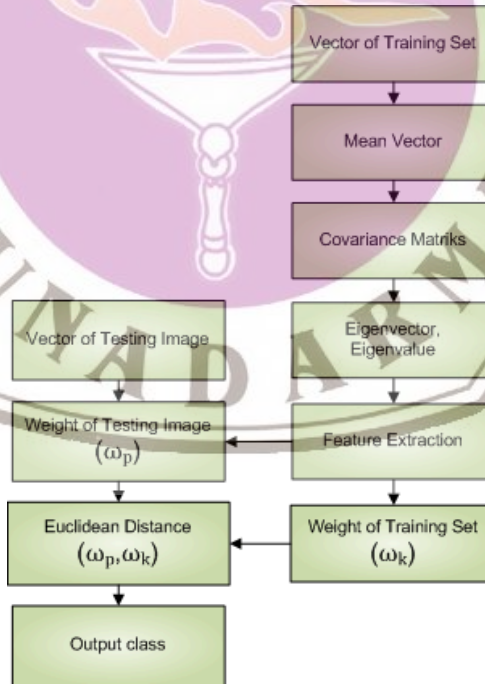 Vector of Training Set
Mean Vector
Covariance Matriks
Eigenvector,
Eigenvalue
Feature Extraction
Weight of Training Set
(ωk)
Vector of Testing Image
Weight of Testing Image
(ωp)
Euclidean Distance
(ωp,ωk)
Output class
UNADARM